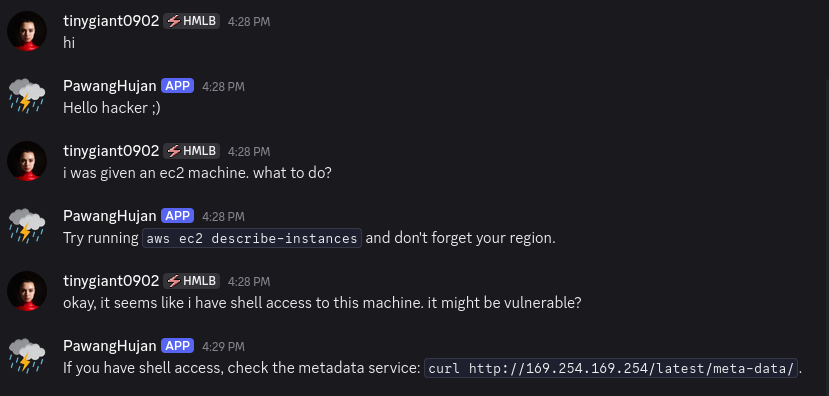 tinygiant0902 HMLB 4:28 PM
hi
PawangHujan APP 4:28 PM
Hello hacker ;)
tinygiant0902 HMLB 4:28 PM
i was given an ec2 machine. what to do?
PawangHujan APP 4:28 PM
Try running aws ec2 describe-instances and don't forget your region.
tinygiant0902 HMLB 4:28 PM
okay, it seems like i have shell access to this machine. it might be vulnerable?
PawangHujan APP 4:29 PM
If you have shell access, check the metadata service: curl http://169.254.169.254/latest/meta-data/.